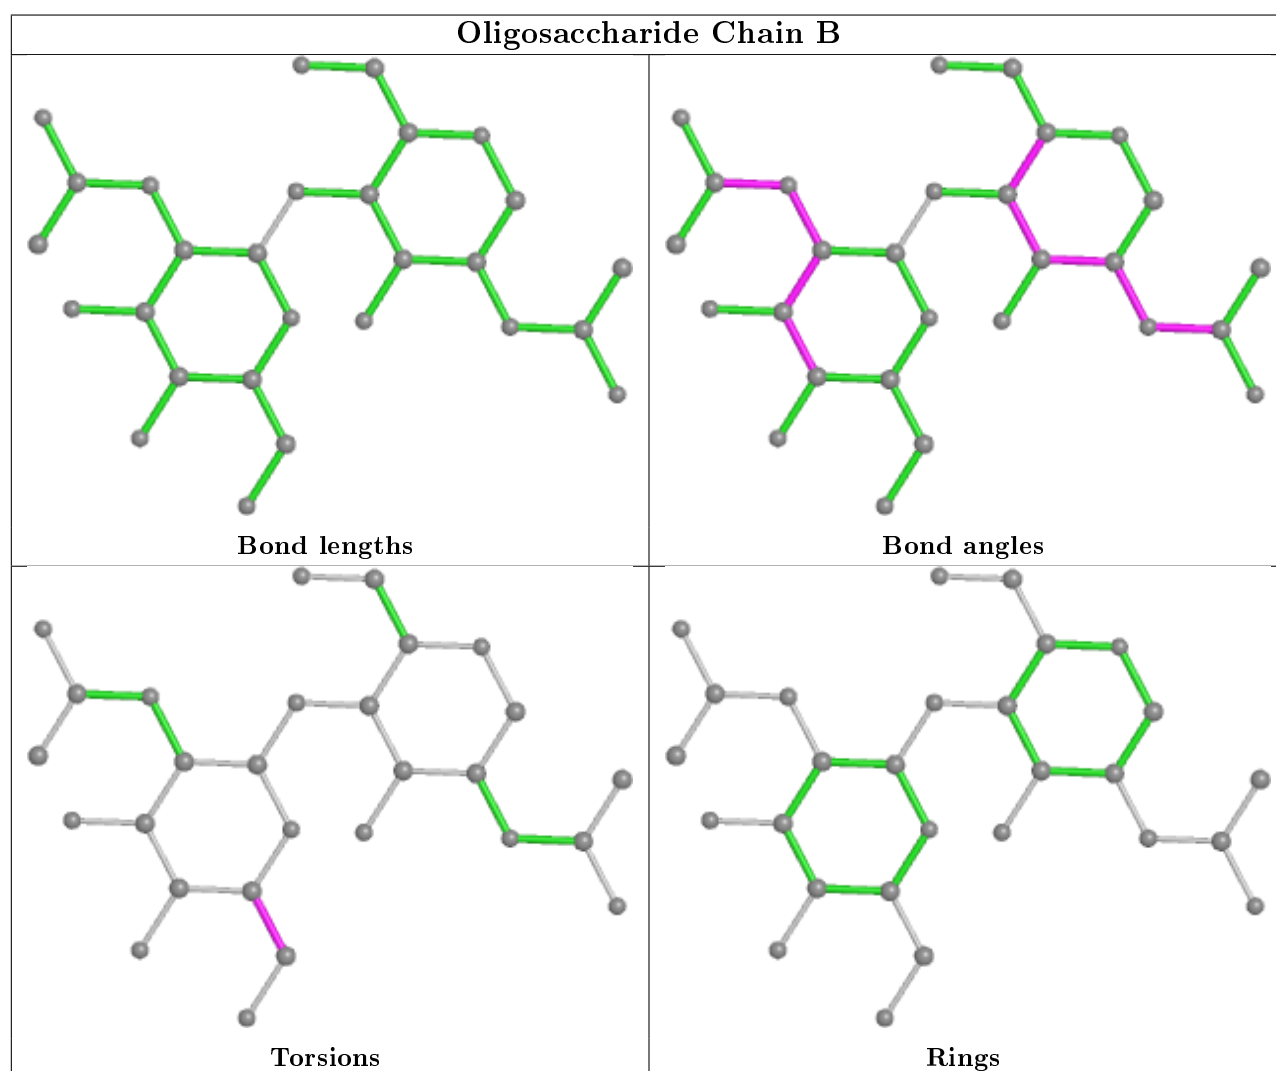 Oligosaccharide Chain B
Bond lengths
Bond angles
Torsions
Rings